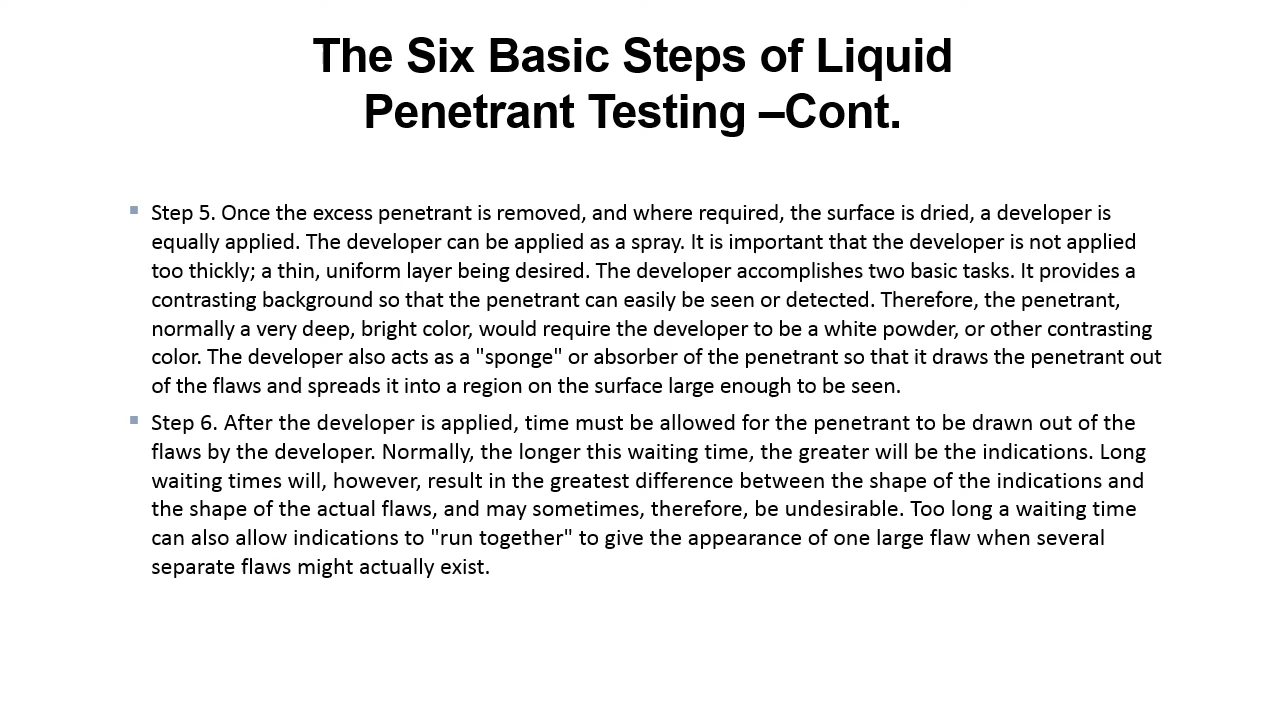 The Six Basic Steps of Liquid
Penetrant Testing –Cont.
Step 5. Once the excess penetrant is removed, and where required, the surface is dried, a developer is
equally applied. The developer can be applied as a spray. It is important that the developer is not applied
too thickly; a thin, uniform layer being desired. The developer accomplishes two basic tasks. It provides a
contrasting background so that the penetrant can easily be seen or detected. Therefore, the penetrant,
normally a very deep, bright color, would require the developer to be a white powder, or other contrasting
color. The developer also acts as a "sponge" or absorber of the penetrant so that it draws the penetrant out
of the flaws and spreads it into a region on the surface large enough to be seen.
Step 6. After the developer is applied, time must be allowed for the penetrant to be drawn out of the
flaws by the developer. Normally, the longer this waiting time, the greater will be the indications. Long
waiting times will, however, result in the greatest difference between the shape of the indications and
the shape of the actual flaws, and may sometimes, therefore, be undesirable. Too long a waiting time
can also allow indications to "run together" to give the appearance of one large flaw when several
separate flaws might actually exist.